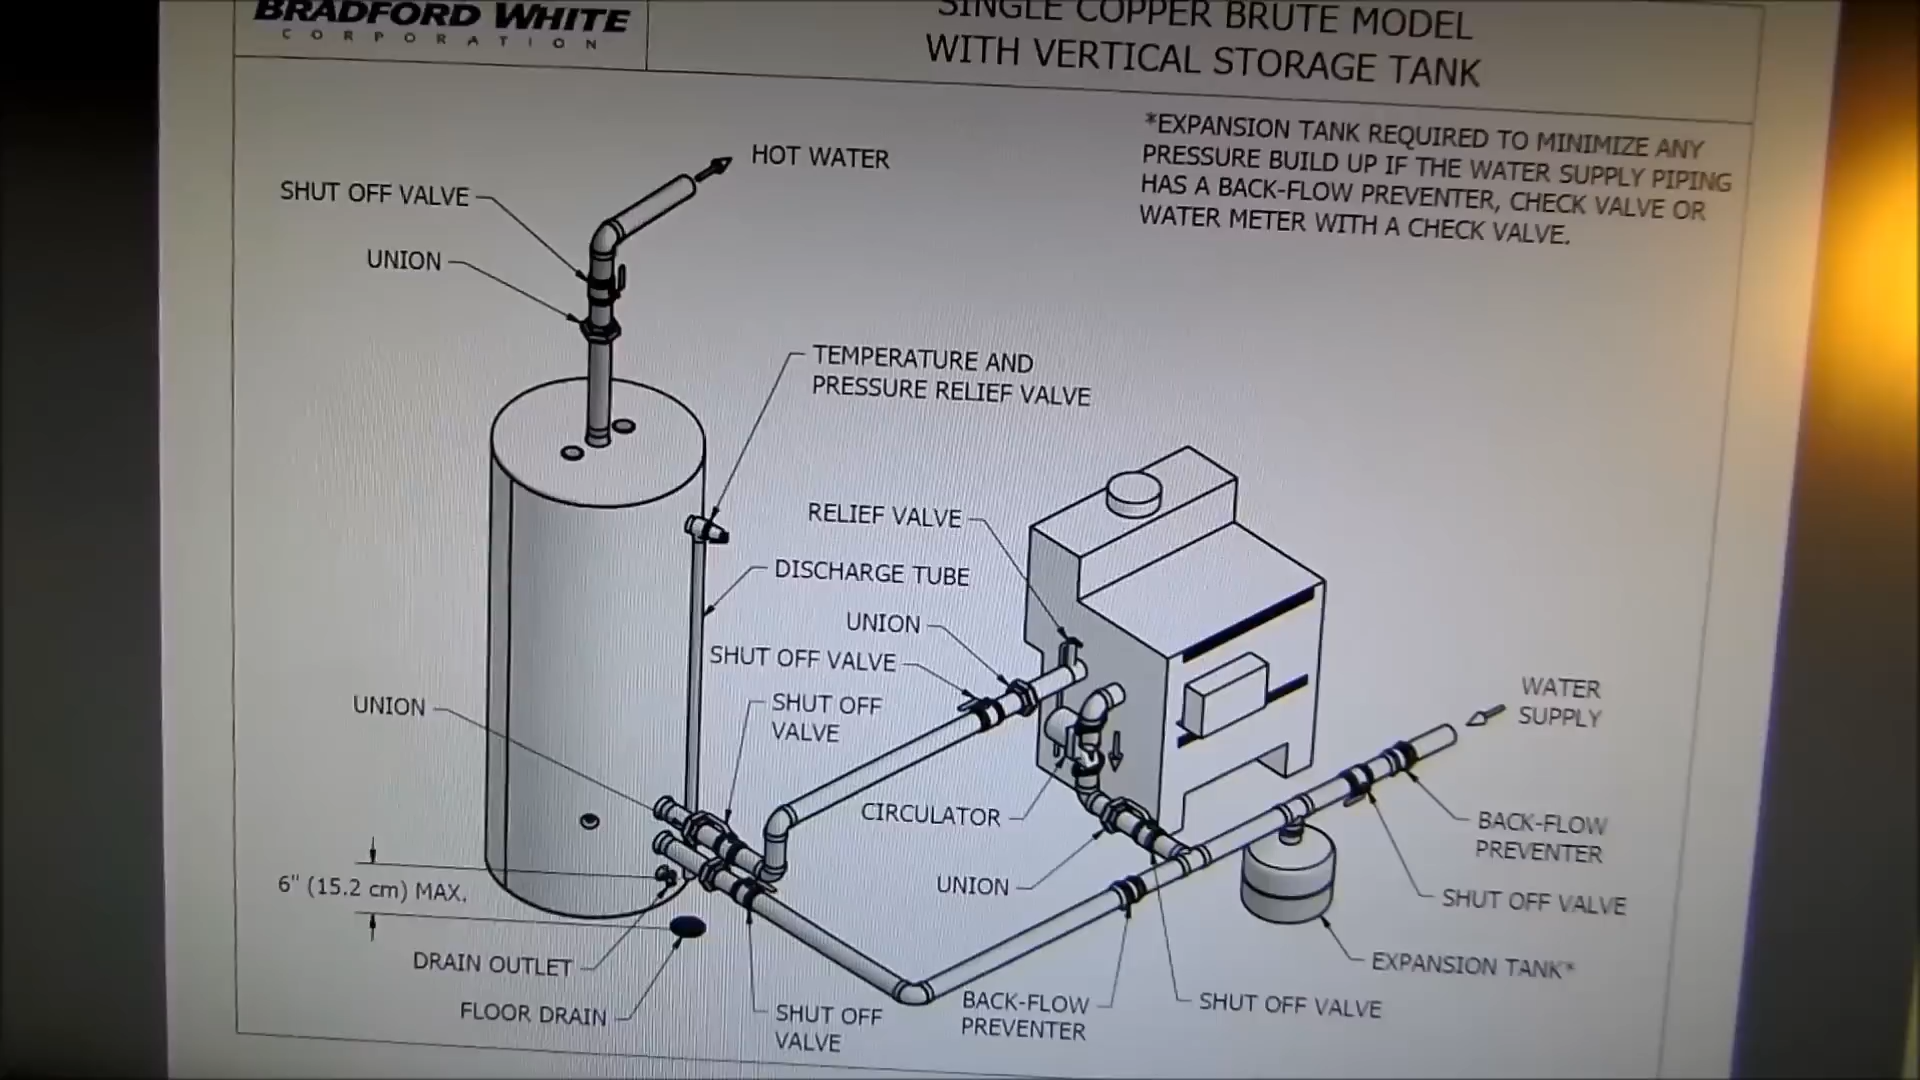 BRADFORD WHITE
CORPORATION
SINGLE COPPER BRUTE MODEL
WITH VERTICAL STORAGE TANK
*EXPANSION TANK REQUIRED TO MINIMIZE ANY
PRESSURE BUILD UP IF THE WATER SUPPLY PIPING
HAS A BACK-FLOW PREVENTER, CHECK VALVE OR
WATER METER WITH A CHECK VALVE.
HOT WATER
SHUT OFF VALVE
UNION
TEMPERATURE AND
PRESSURE RELIEF VALVE
RELIEF VALVE
DISCHARGE TUBE
UNION
SHUT OFF VALVE
SHUT OFF
VALVE
UNION
WATER
SUPPLY
CIRCULATOR
BACK-FLOW
PREVENTER
UNION
6" (15.2 cm) MAX.
SHUT OFF VALVE
DRAIN OUTLET
EXPANSION TANK*
FLOOR DRAIN
SHUT OFF
VALVE
BACK-FLOW
PREVENTER
SHUT OFF VALVE